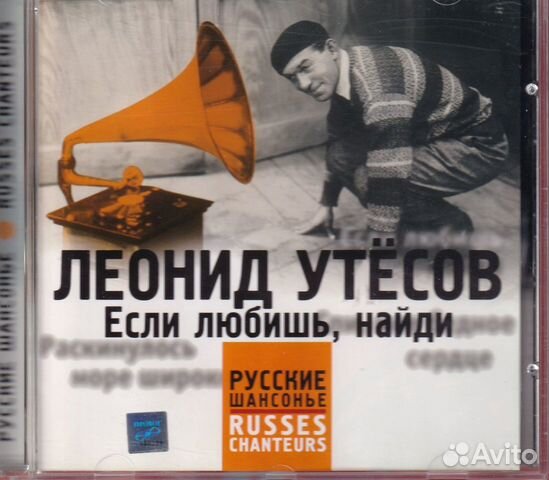 ЛЕОНИД УТЁСОВ
Если любишь, найди
Раскинулось
море широко
сердце
РУССКИЕ
ШАНСОНЬЕ
RUSSES
CHANTEURS
РУССКИЕ ШАНСОНЬЕ RUSSES CHANTEURS
Avito